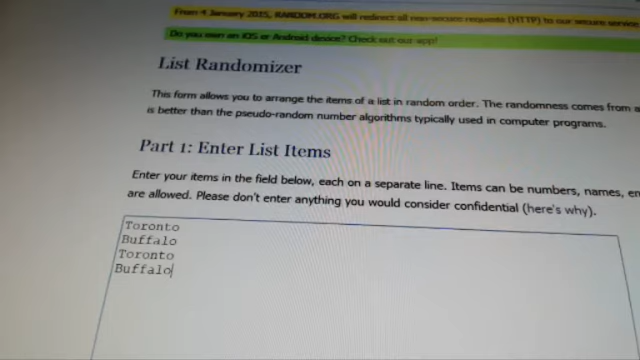 From 4 January 2015, RANDOM.ORG will redirect all non-secure requests (HTTP) to our secure service
Do you own an iOS or Android device? Check out our app!
List Randomizer
This form allows you to arrange the items of a list in random order. The randomness comes from a
is better than the pseudo-random number algorithms typically used in computer programs.
Part 1: Enter List Items
Enter your items in the field below, each on a separate line. Items can be numbers, names, em
are allowed. Please don't enter anything you would consider confidential (here's why).
Toronto
Buffalo
Toronto
Buffalo